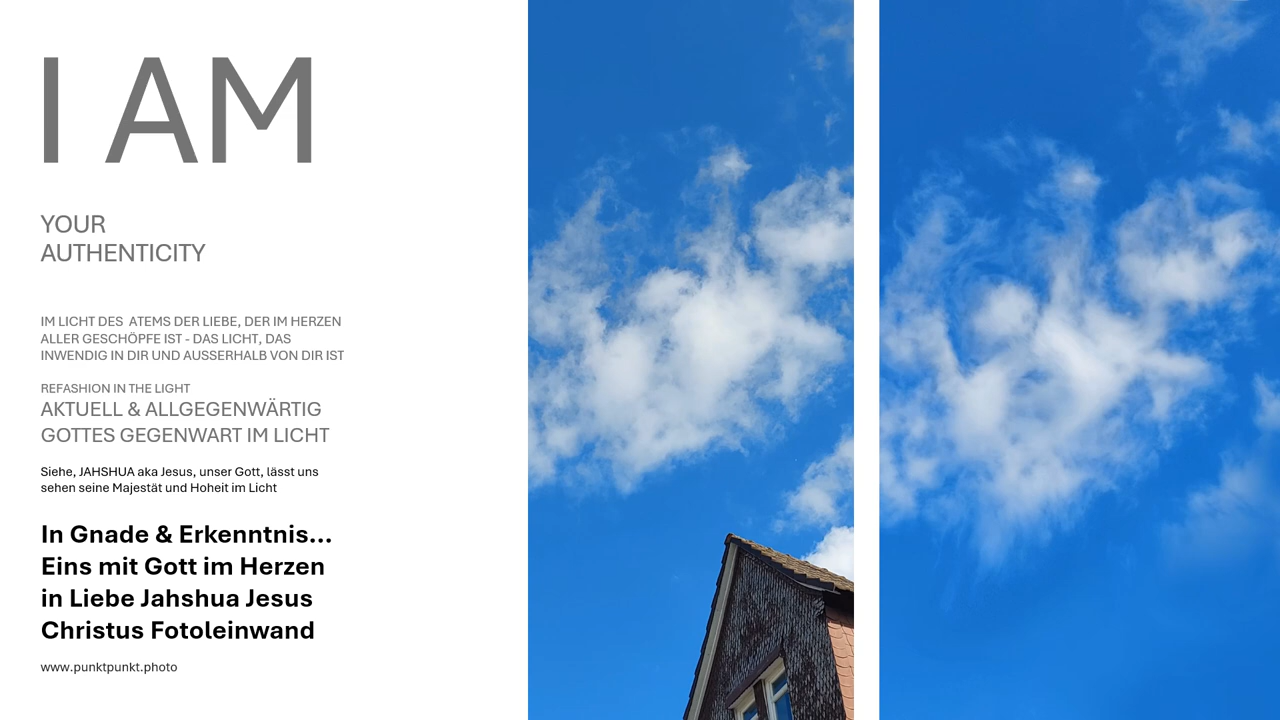 I AM
YOUR
AUTHENTICITY
IM LICHT DES  ATEMS DER LIEBE, DER IM HERZEN
ALLER GESCHÖPFE IST - DAS LICHT, DAS
INWENDIG IN DIR UND AUSSERHALB VON DIR IST
REFASHION IN THE LIGHT
AKTUELL & ALLGEGENWÄRTIG
GOTTES GEGENWART IM LICHT
Siehe, JAHSHUA aka Jesus, unser Gott, lässt uns
sehen seine Majestät und Hoheit im Licht
In Gnade & Erkenntnis...
Eins mit Gott im Herzen
in Liebe Jahshua Jesus
Christus Fotoleinwand
www.punktpunkt.photo